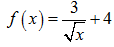 f(x) = 3/√x + 4